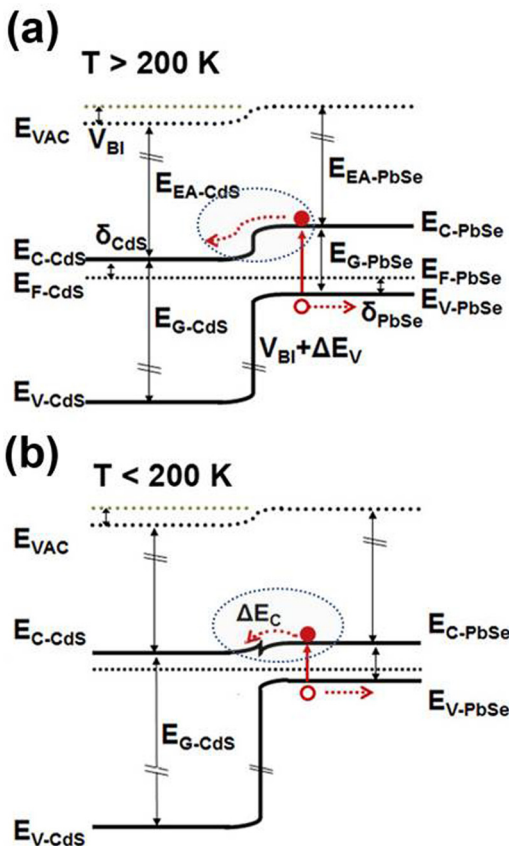 (a)
T > 200 K
E_VAC
V_BI
E_EA-CdS
E_EA-PbSe
δ_CdS
E_C-CdS
E_C-PbSe
E_G-PbSe
E_F-CdS
E_F-PbSe
E_G-CdS
E_V-PbSe
δ_PbSe
V_BI+ΔE_V
E_V-CdS
(b)
T < 200 K
E_VAC
ΔE_C
E_C-CdS
E_C-PbSe
E_V-PbSe
E_G-CdS
E_V-CdS